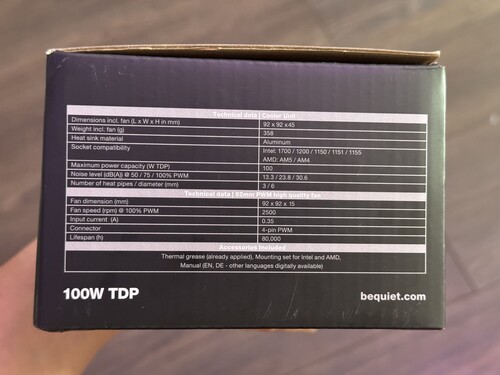 Technical data | Cooler Unit
Dimensions incl. fan (L x W x H in mm) 92 x 92 x45
Weight incl. fan (g) 358
Heat sink material Aluminum
Socket compatibility Intel: 1700 / 1200 / 1150 / 1151 / 1155
AMD: AM5 / AM4
Maximum power capacity (W TDP) 100
Noise level (dB(A)) @ 50 / 75 / 100% PWM 13.3 / 23.8 / 30.6
Number of heat pipes / diameter (mm) 3 / 6
Technical data | 92mm PWM high quality fan
Fan dimension (mm) 92 x 92 x 15
Fan speed (rpm) @ 100% PWM 2500
Input current (A) 0.35
Connector 4-pin PWM
Lifespan (h) 80,000
Accessories Included
Thermal grease (already applied), Mounting set for Intel and AMD,
Manual (EN, DE - other languages digitally available)
100W TDP
bequiet.com